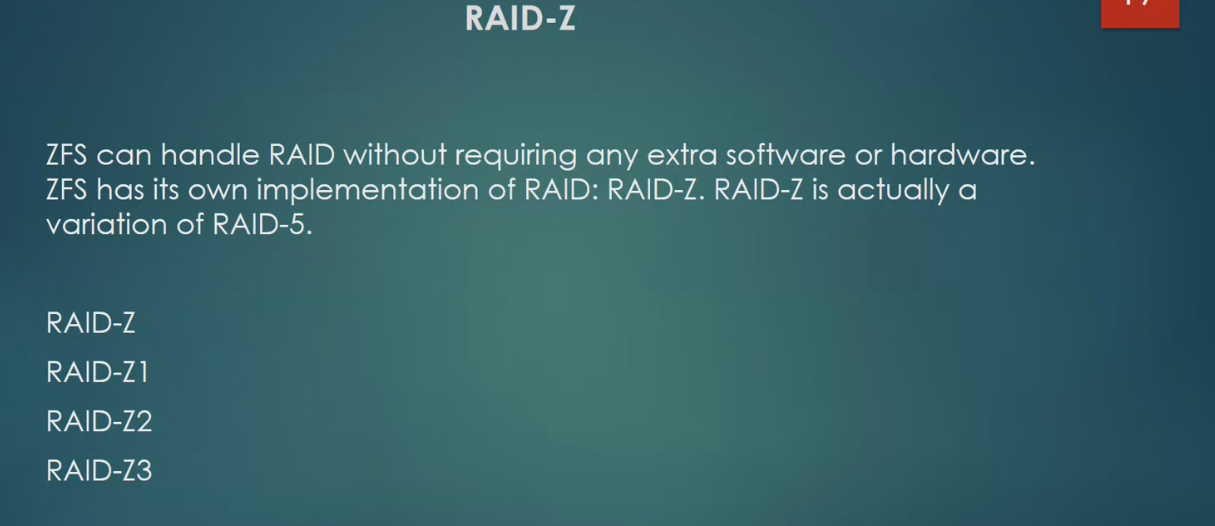 RAID-Z
ZFS can handle RAID without requiring any extra software or hardware.
ZFS has its own implementation of RAID: RAID-Z. RAID-Z is actually a
variation of RAID-5.
RAID-Z
RAID-Z1
RAID-Z2
RAID-Z3